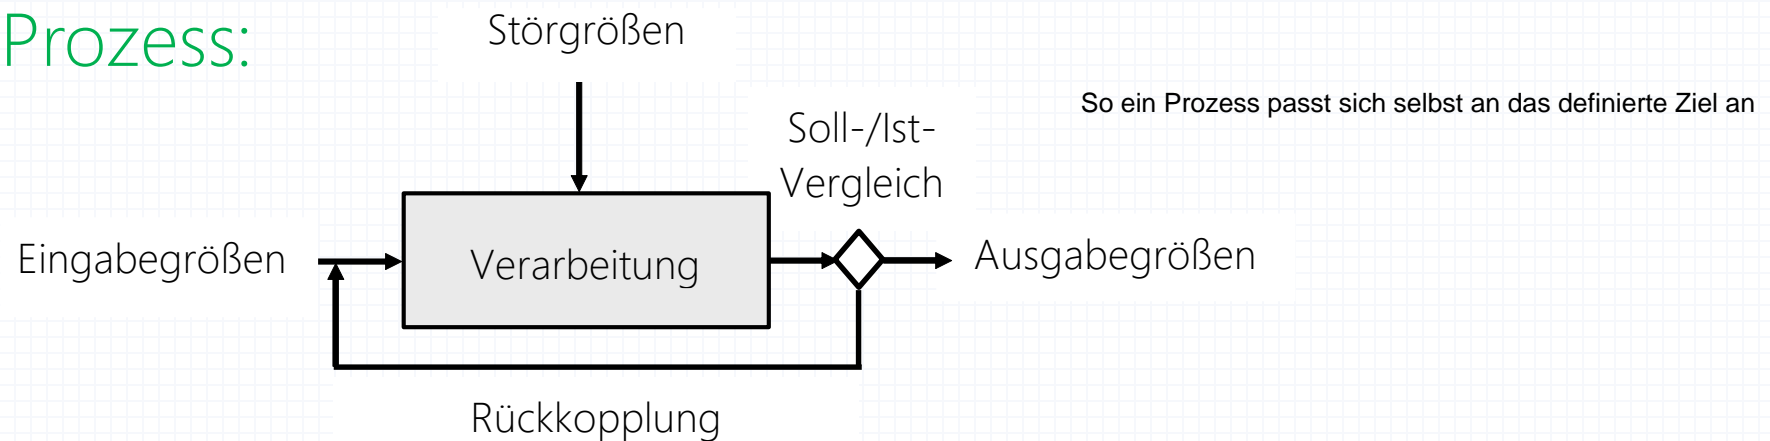 Prozess:
Störgrößen
So ein Prozess passt sich selbst an das definierte Ziel an
Soll-/Ist-
Vergleich
Eingabegrößen
Verarbeitung
Ausgabegrößen
Rückkopplung